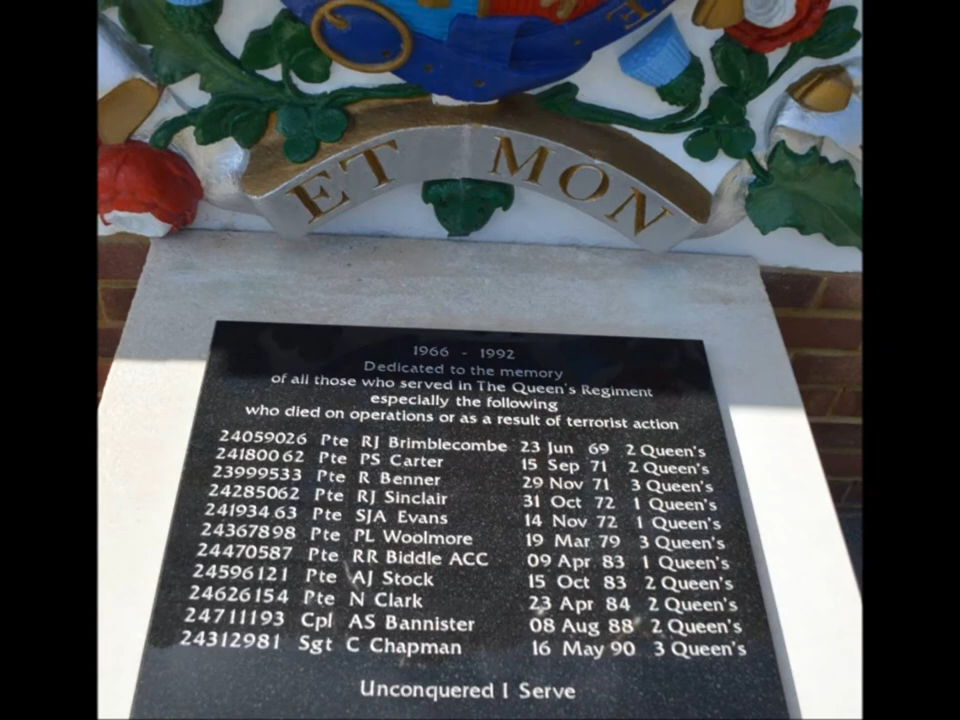 ET MON
1966 - 1992
Dedicated to the memory
of all those who served in The Queen's Regiment
especially the following
who died on operations or as a result of terrorist action
24059026 Pte RJ Brimblecombe 23 Jun 69 2 Queen's
24180062 Pte PS Carter 15 Sep 71 2 Queen's
23999533 Pte R Benner 29 Nov 71 3 Queen's
24285062 Pte RJ Sinclair 31 Oct 72 1 Queen's
24193463 Pte SJA Evans 14 Nov 72 1 Queen's
24367898 Pte PL Woolmore 19 Mar 79 3 Queen's
24470587 Pte RR Biddle ACC 09 Apr 83 1 Queen's
24596121 Pte AJ Stock 15 Oct 83 2 Queen's
24626154 Pte N Clark 23 Apr 84 2 Queen's
24711193 Cpl AS Bannister 08 Aug 88 2 Queen's
24312981 Sgt C Chapman 16 May 90 3 Queen's
Unconquered I Serve